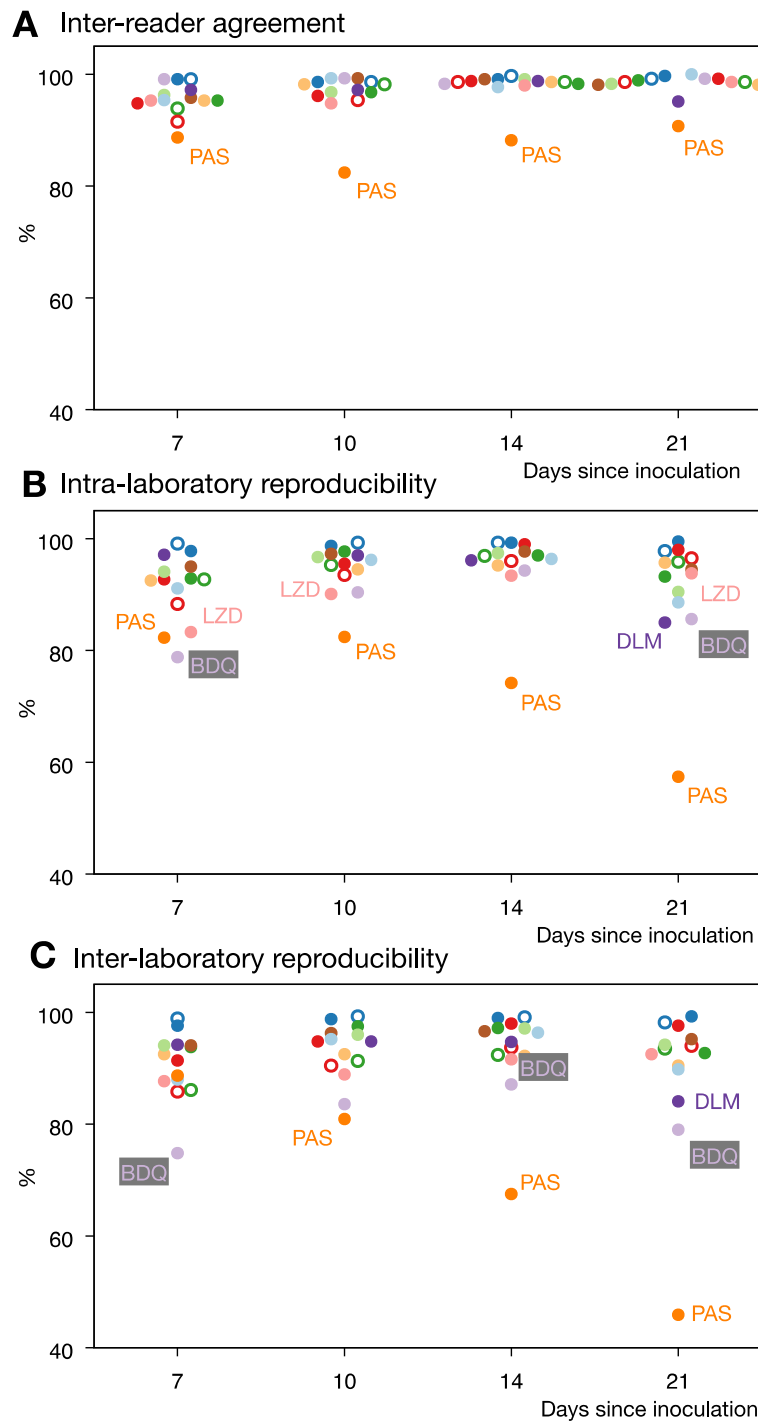 A Inter-reader agreement
100
80
60
40
%
PAS
PAS
PAS
PAS
7
10
14
21
Days since inoculation
B Intra-laboratory reproducibility
100
80
60
40
%
PAS
LZD
BDQ
LZD
PAS
PAS
LZD
DLM
BDQ
PAS
7
10
14
21
Days since inoculation
C Inter-laboratory reproducibility
100
80
60
40
%
BDQ
PAS
BDQ
PAS
DLM
BDQ
PAS
7
10
14
21
Days since inoculation